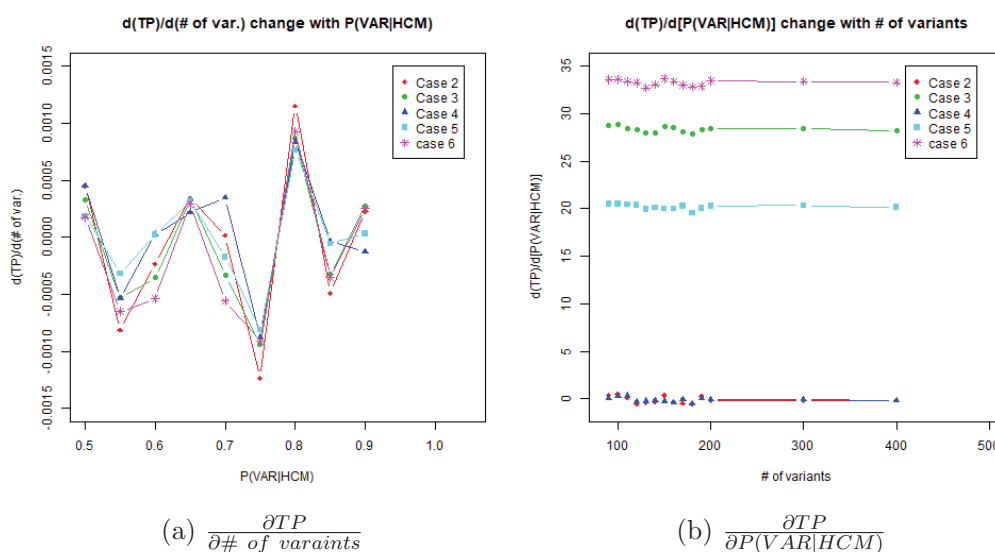 d(TP)/d(# of var.) change with P(VAR|HCM)
d(TP)/d(# of var.)
0.0015
0.0010
0.0005
0.0000
-0.0005
-0.0010
-0.0015
Case 2
Case 3
Case 4
Case 5
case 6
0.5 0.6 0.7 0.8 0.9 1.0
P(VAR|HCM)
(a) ∂TP / ∂# of varaints
d(TP)/d[P(VAR|HCM)] change with # of variants
d(TP)/d[P(VAR|HCM)]
35
30
25
20
15
10
5
0
Case 2
Case 3
Case 4
Case 5
case 6
100 200 300 400 500
# of variants
(b) ∂TP / ∂P(VAR|HCM)